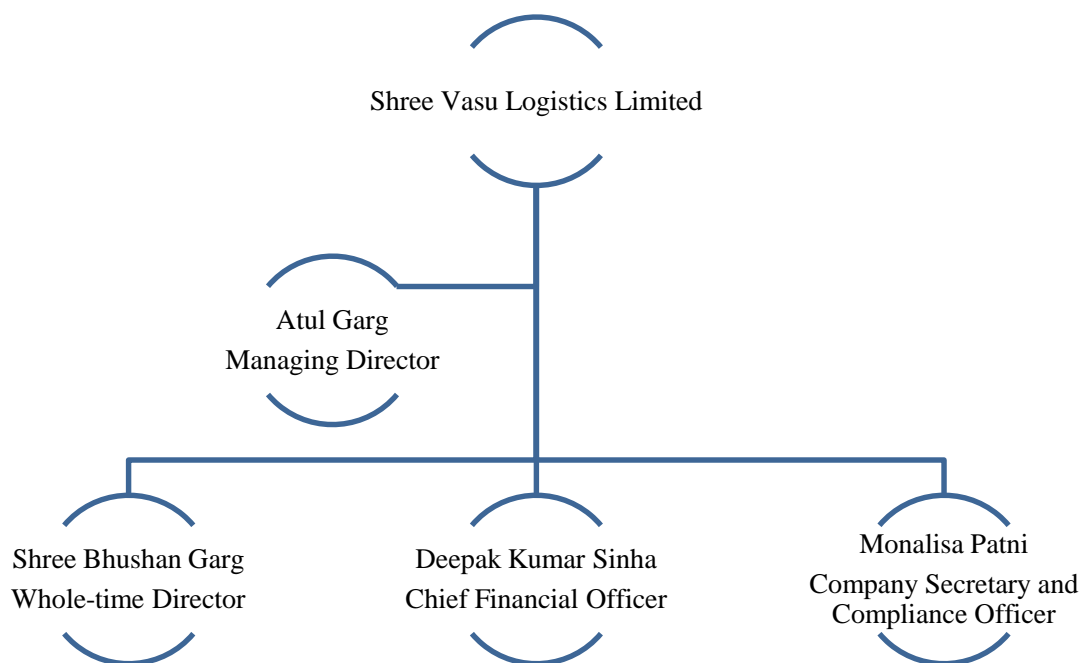 Shree Vasu Logistics Limited
Atul Garg
Managing Director
Shree Bhushan Garg
Whole-time Director
Deepak Kumar Sinha
Chief Financial Officer
Monalisa Patni
Company Secretary and
Compliance Officer